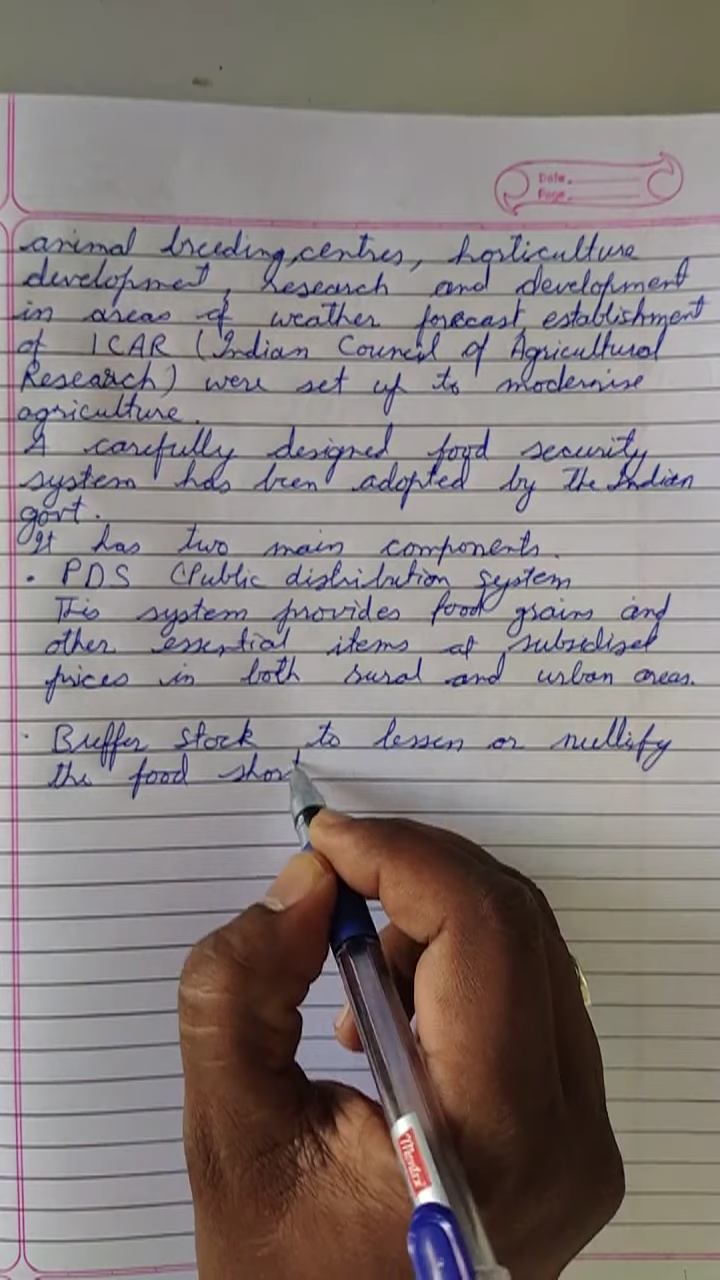 Date.
Page.
animal breeding, centres, horticulture
development, research and development
in areas of weather forecast, establishment
of ICAR (Indian Council of Agricultural
Research) were set up to modernise
agriculture.
A carefully designed food security
system has been adopted by the Indian
govt.
It has two main components.
• PDS (Public distribution system
This system provides food grains and
other essential items at subsidised
prices in both rural and urban areas.
• Buffer stock to lessen or nullify
the food short